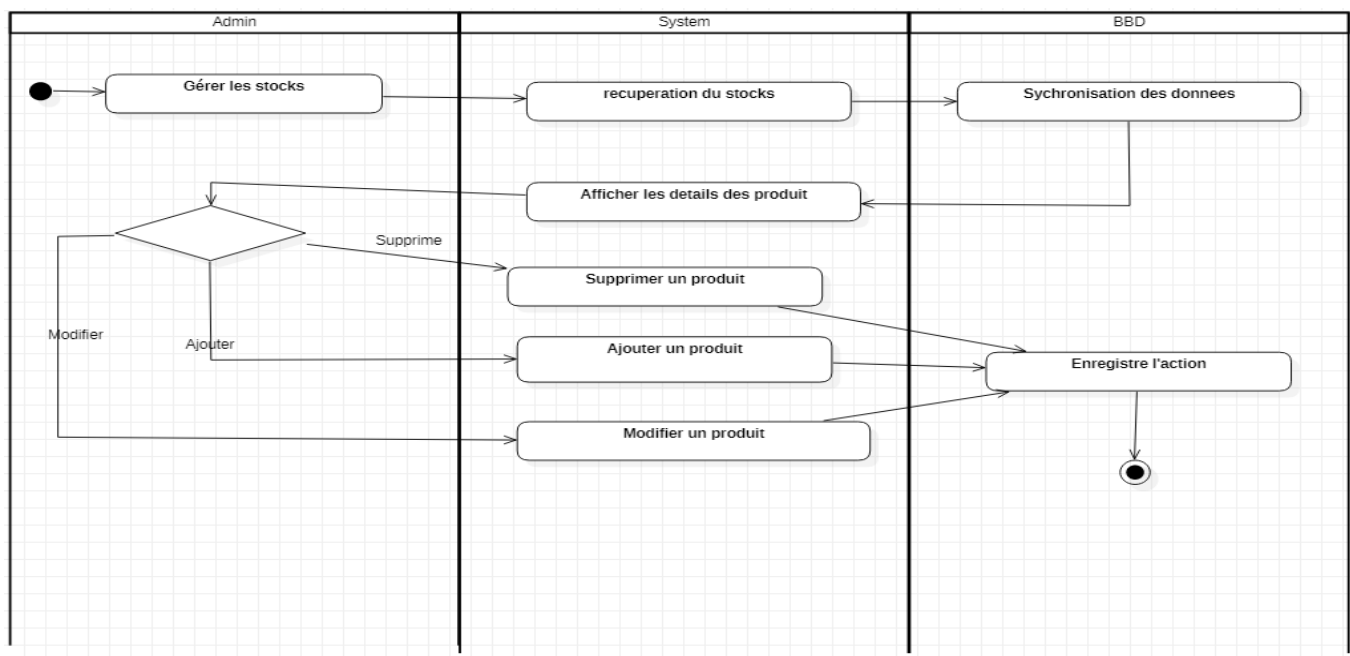 Admin
System
BBD
Gérer les stocks
recuperation du stocks
Sychronisation des donnees
Afficher les details des produit
Supprime
Supprimer un produit
Modifier
Ajouter
Ajouter un produit
Enregistre l'action
Modifier un produit